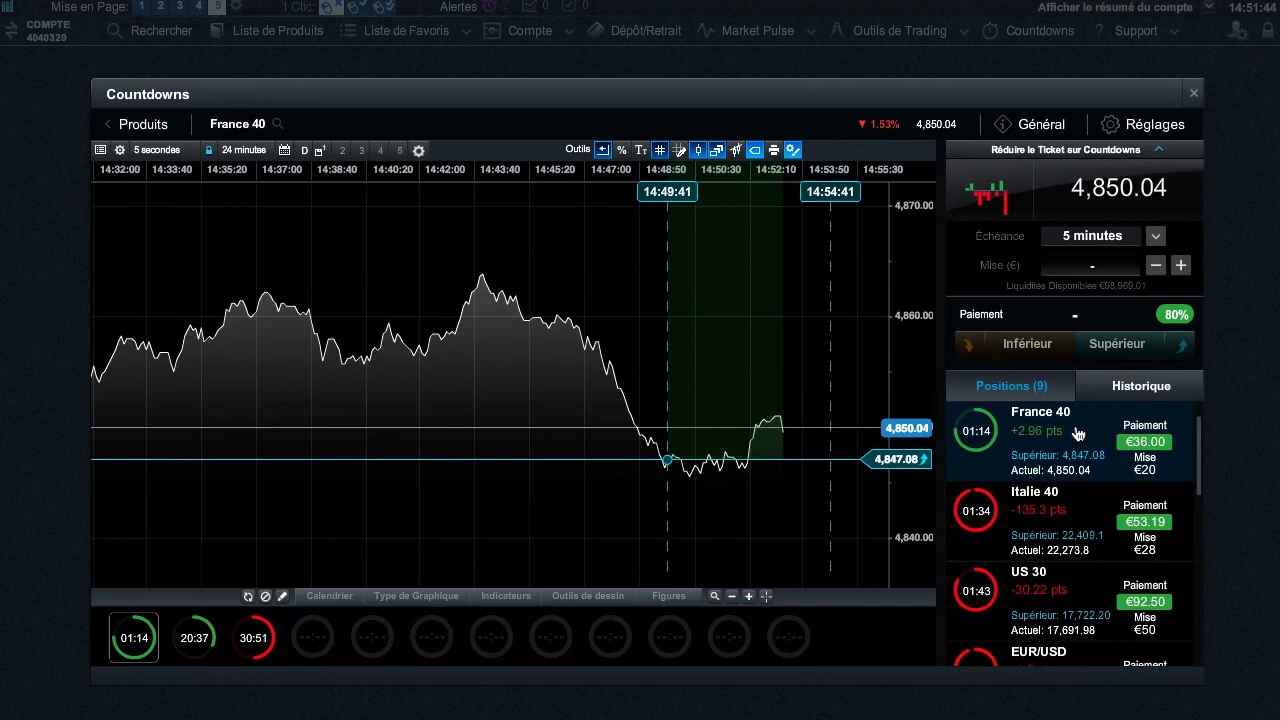 Mise en Page: 1 2 3 4 5 1 Clic: Alertes 2 0 0 Afficher le résumé du compte 14:51:44
COMPTE
4040329
Rechercher Liste de Produits Liste de Favoris Compte Dépôt/Retrait Market Pulse Outils de Trading Countdowns ? Support
Countdowns
Produits France 40 ▼ 1.53% 4,850.04 Général Réglages
5 secondes 24 minutes D 1 2 3 4 5 Outils % TT
Réduire le Ticket sur Countdowns
14:32:00 14:33:40 14:35:20 14:37:00 14:38:40 14:40:20 14:42:00 14:43:40 14:45:20 14:47:00 14:48:50 14:50:30 14:52:10 14:53:50 14:55:30
14:49:41 14:54:41
4,870.00
4,860.00
4,850.04
4,847.08
4,840.00
4,850.04
Échéance 5 minutes
Mise (€) -
Liquidités Disponibles €98,969.01
Paiement - 80%
Inférieur Supérieur
Positions (9) Historique
France 40
01:14
+2.96 pts
Supérieur: 4,847.08
Actuel: 4,850.04
Paiement
€36.00
Mise
€20
Italie 40
01:34
-135.3 pts
Supérieur: 22,409.1
Actuel: 22,273.8
Paiement
€53.19
Mise
€28
US 30
01:43
-30.22 pts
Supérieur: 17,722.20
Actuel: 17,691.98
Paiement
€92.50
Mise
€50
EUR/USD
Paiement
Calendrier Type de Graphique Indicateurs Outils de dessin Figures
01:14 20:37 30:51